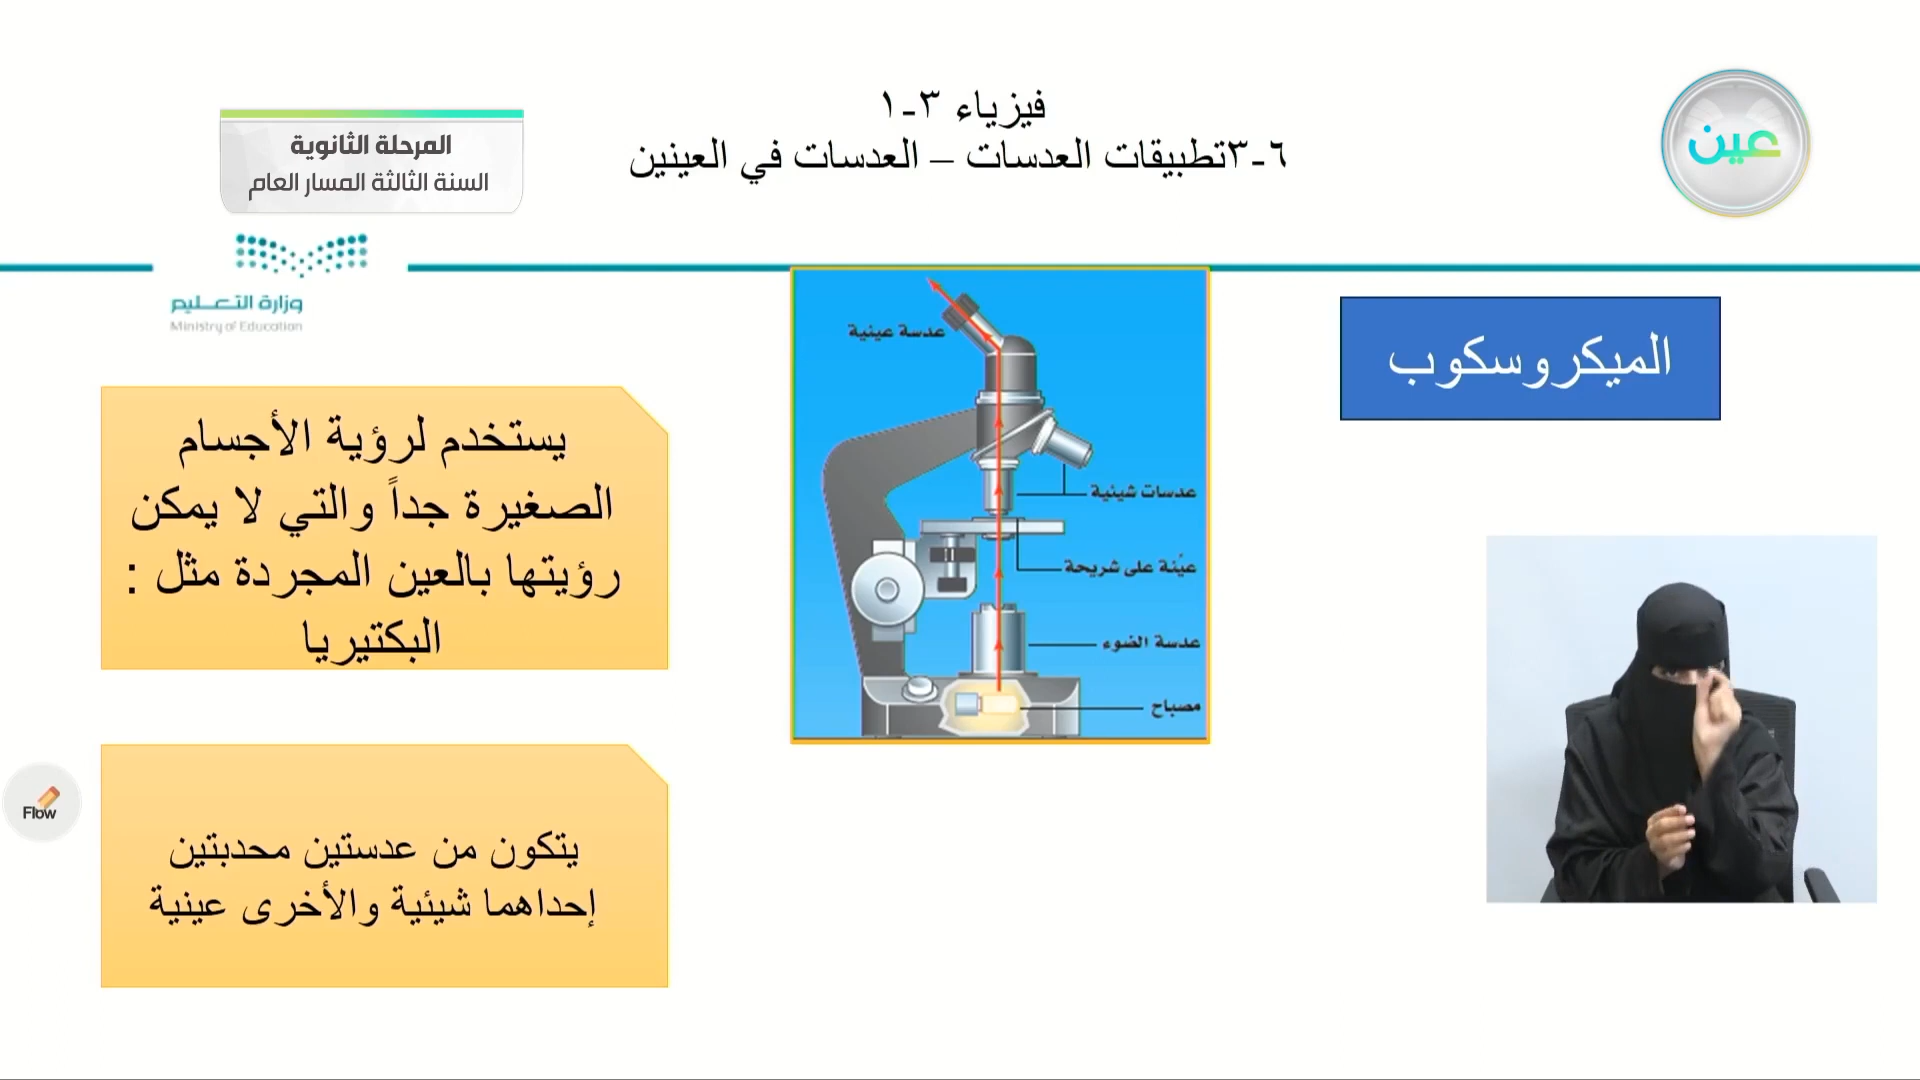 فيزياء ٣-١
٦-٣تطبيقات العدسات – العدسات في العينين
عين
المرحلة الثانوية
السنة الثالثة المسار العام
وزارة التعليم
Ministry of Education
الميكروسكوب
عدسة عينية
عدسات شيئية
عيّنة على شريحة
عدسة الضوء
مصباح
يستخدم لرؤية الأجسام
الصغيرة جداً والتي لا يمكن
رؤيتها بالعين المجردة مثل :
البكتيريا
يتكون من عدستين محدبتين
إحداهما شيئية والأخرى عينية
Flow